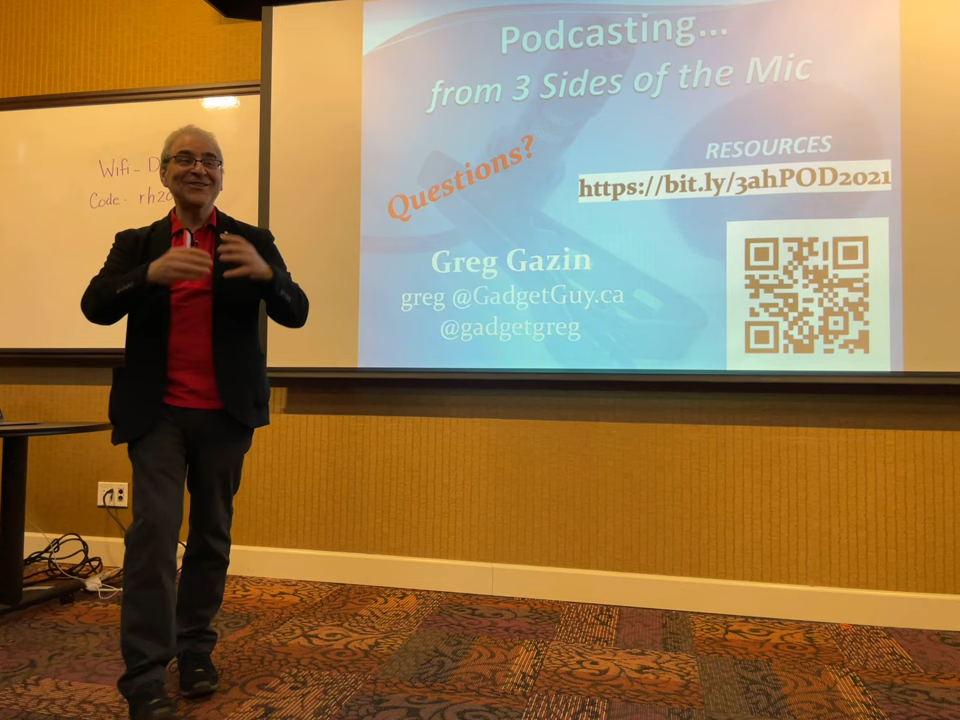 Podcasting...
from 3 Sides of the Mic
Questions?
RESOURCES
https://bit.ly/3ahPOD2021
Greg Gazin
greg @GadgetGuy.ca
@gadgetgreg
Wifi - D
Code - rh20